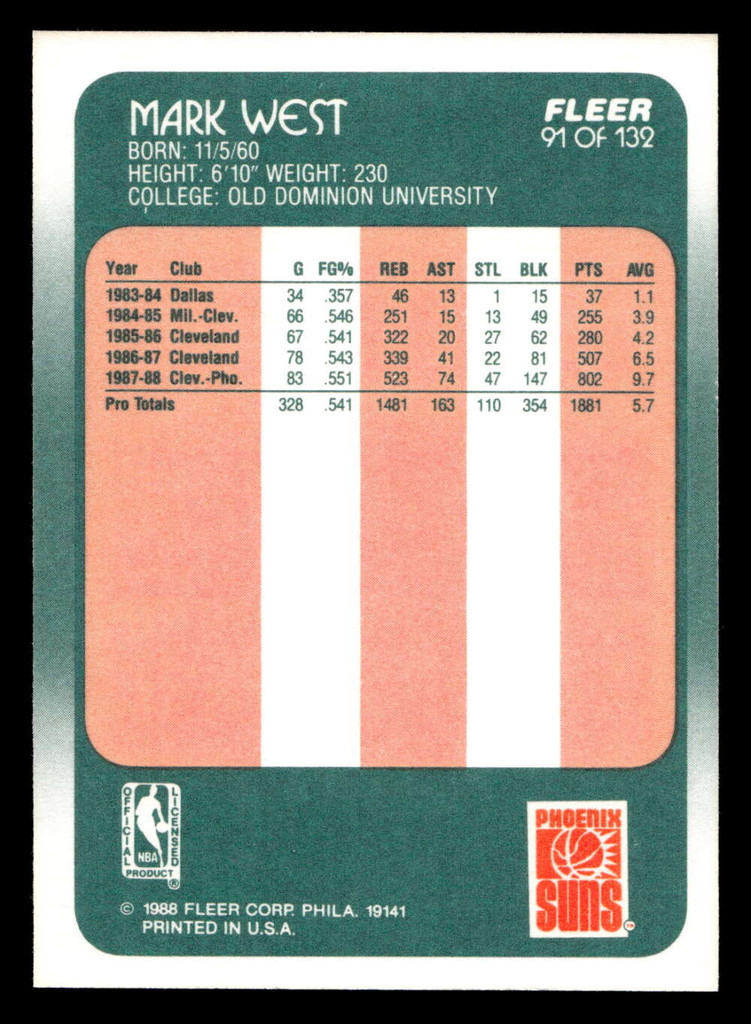 MARK WEST
FLEER
91 OF 132
BORN: 11/5/60
HEIGHT: 6'10" WEIGHT: 230
COLLEGE: OLD DOMINION UNIVERSITY
Year Club G FG% REB AST STL BLK PTS AVG
1983-84 Dallas 34 .357 46 13 1 15 37 1.1
1984-85 Mil.-Clev. 66 .546 251 15 13 49 255 3.9
1985-86 Cleveland 67 .541 322 20 27 62 280 4.2
1986-87 Cleveland 78 .543 339 41 22 81 507 6.5
1987-88 Clev.-Pho. 83 .551 523 74 47 147 802 9.7
Pro Totals 328 .541 1481 163 110 354 1881 5.7
OFFICIAL
LICENSED
NBA
PRODUCT
®
PHOENIX
SUNS
TM
© 1988 FLEER CORP. PHILA. 19141
PRINTED IN U.S.A.